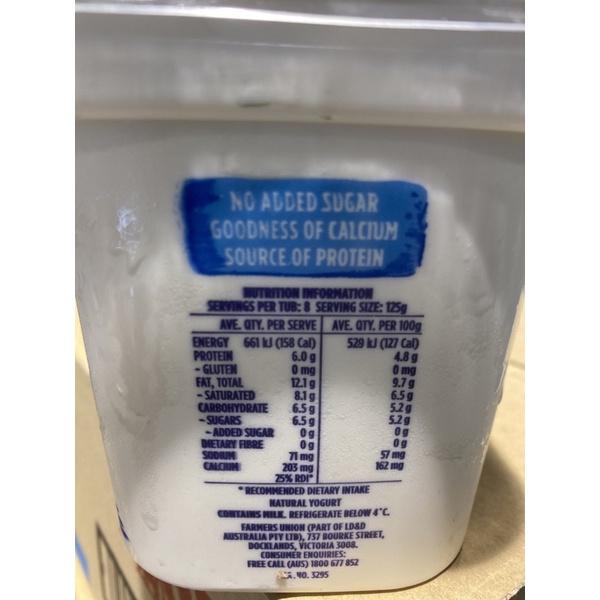 NO ADDED SUGAR
GOODNESS OF CALCIUM
SOURCE OF PROTEIN
NUTRITION INFORMATION
SERVINGS PER TUB: 8 SERVING SIZE: 125g
AVE. QTY. PER SERVE AVE. QTY. PER 100g
ENERGY 661 kJ (158 Cal) 529 kJ (127 Cal)
PROTEIN 6.0 g 4.8 g
- GLUTEN 0 mg 0 mg
FAT, TOTAL 12.1 g 9.7 g
- SATURATED 8.1 g 6.5 g
CARBOHYDRATE 6.5 g 5.2 g
- SUGARS 6.5 g 5.2 g
- ADDED SUGAR 0 g 0 g
DIETARY FIBRE 0 g 0 g
SODIUM 71 mg 57 mg
CALCIUM 203 mg 162 mg
25% RDI*
* RECOMMENDED DIETARY INTAKE
NATURAL YOGURT
CONTAINS MILK. REFRIGERATE BELOW 4°C.
FARMERS UNION (PART OF LD&D
AUSTRALIA PTY LTD), 737 BOURKE STREET,
DOCKLANDS, VICTORIA 3008.
CONSUMER ENQUIRIES:
FREE CALL (AUS) 1800 677 852
NO. 3295